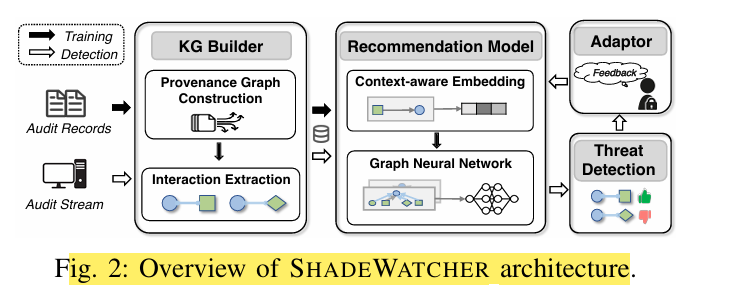 Training
Detection
Audit Records
Audit Stream
KG Builder
Provenance Graph
Construction
Interaction Extraction
Recommendation Model
Context-aware Embedding
Graph Neural Network
Adaptor
Feedback
Threat
Detection
Fig. 2: Overview of SHADEWATCHER architecture.